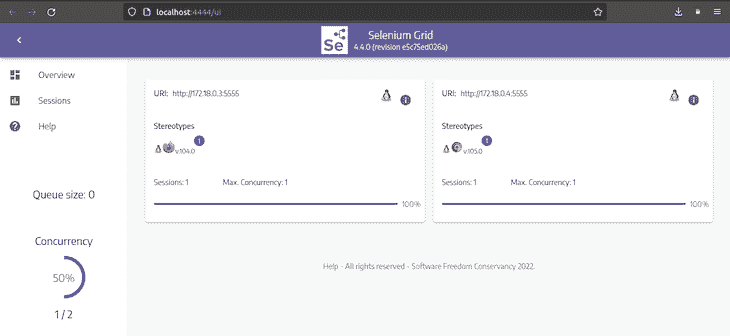 localhost:4444/ui
Selenium Grid
Se
4.4.0 (revision e5c75ed026a)
Overview
Sessions
Help
Queue size: 0
Concurrency
50%
1 / 2
URI: http://172.18.0.3:5555
Stereotypes
v.104.0
1
Sessions: 1 Max. Concurrency: 1
100%
URI: http://172.18.0.4:5555
Stereotypes
v.105.0
1
Sessions: 1 Max. Concurrency: 1
100%
Help - All rights reserved - Software Freedom Conservancy 2022.